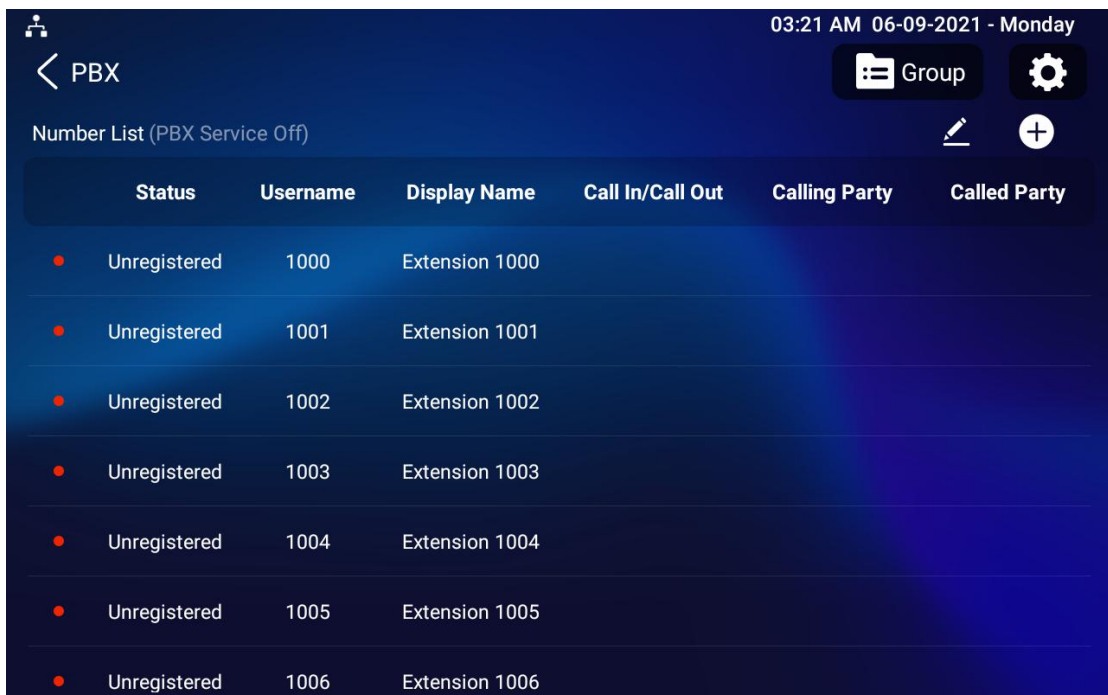 03:21 AM 06-09-2021 - Monday
PBX
Group
Number List (PBX Service Off)
Status Username Display Name Call In/Call Out Calling Party Called Party
Unregistered 1000 Extension 1000
Unregistered 1001 Extension 1001
Unregistered 1002 Extension 1002
Unregistered 1003 Extension 1003
Unregistered 1004 Extension 1004
Unregistered 1005 Extension 1005
Unregistered 1006 Extension 1006